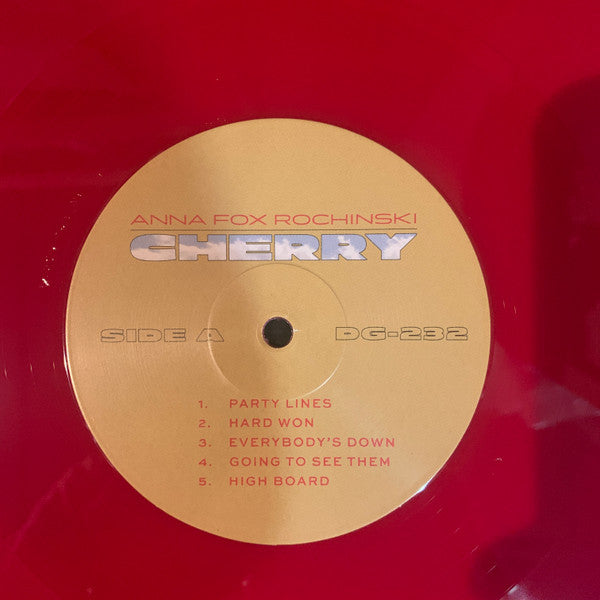 ANNA FOX ROCHINSKI
CHERRY
SIDE A DG-232
1. PARTY LINES
2. HARD WON
3. EVERYBODY'S DOWN
4. GOING TO SEE THEM
5. HIGH BOARD